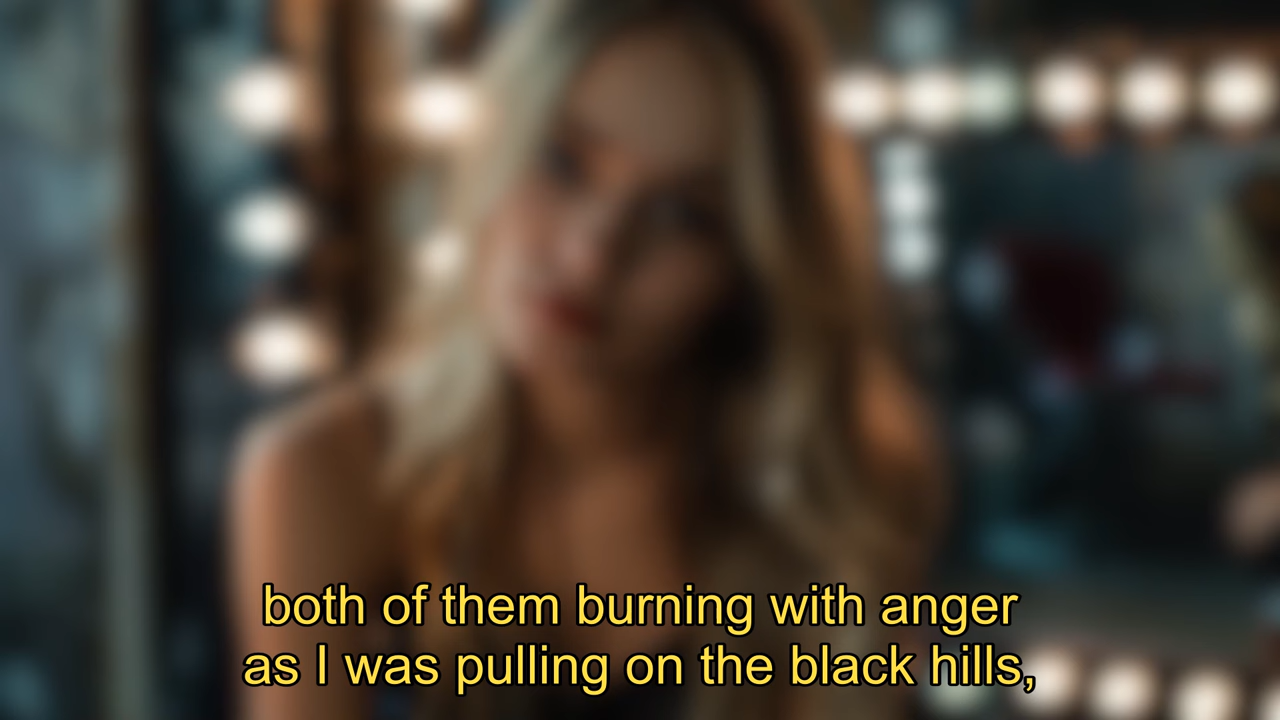 both of them burning with anger
as I was pulling on the black hills,